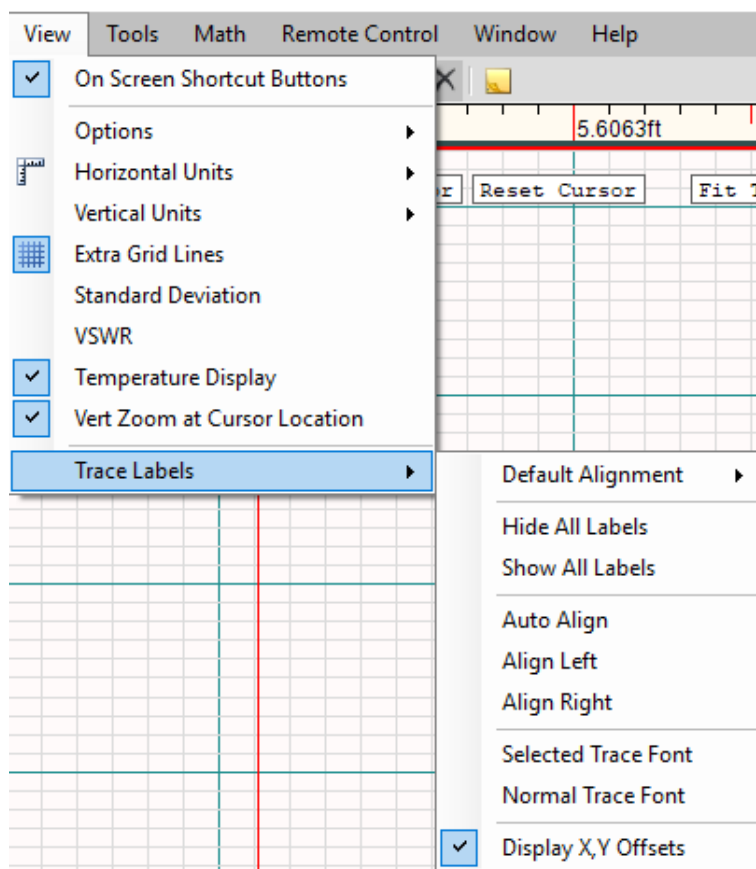 View Tools Math Remote Control Window Help
On Screen Shortcut Buttons
5.6063ft
Options
Horizontal Units
Vertical Units
Reset Cursor Fit
Extra Grid Lines
Standard Deviation
VSWR
Temperature Display
Vert Zoom at Cursor Location
Trace Labels
Default Alignment
Hide All Labels
Show All Labels
Auto Align
Align Left
Align Right
Selected Trace Font
Normal Trace Font
Display X,Y Offsets